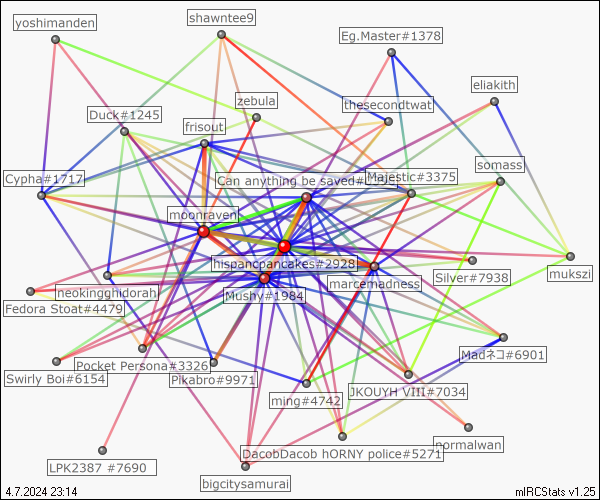 shawntee9
yoshimanden
Eg.Master#1378
eliakith
zebula
thesecondtwat
Duck#1245
frisout
somass
Cypha#1717
Can anything be saved
Majestic#3375
moonraven
hispancpancakes#2928
mukszi
Silver#7938
marcemadness
neokingghidorah
Mushy#1984
Fedora Stoat#4479
Madネコ#6901
Pocket Persona#3326
Swirly Boi#6154
Pikabro#9971
JKOUYH VIII#7034
ming#4742
normalwan
DacobDacob hORNY police#5271
LPK2387 #7690
bigcitysamurai
4.7.2024 23:14
mIRCStats v1.25